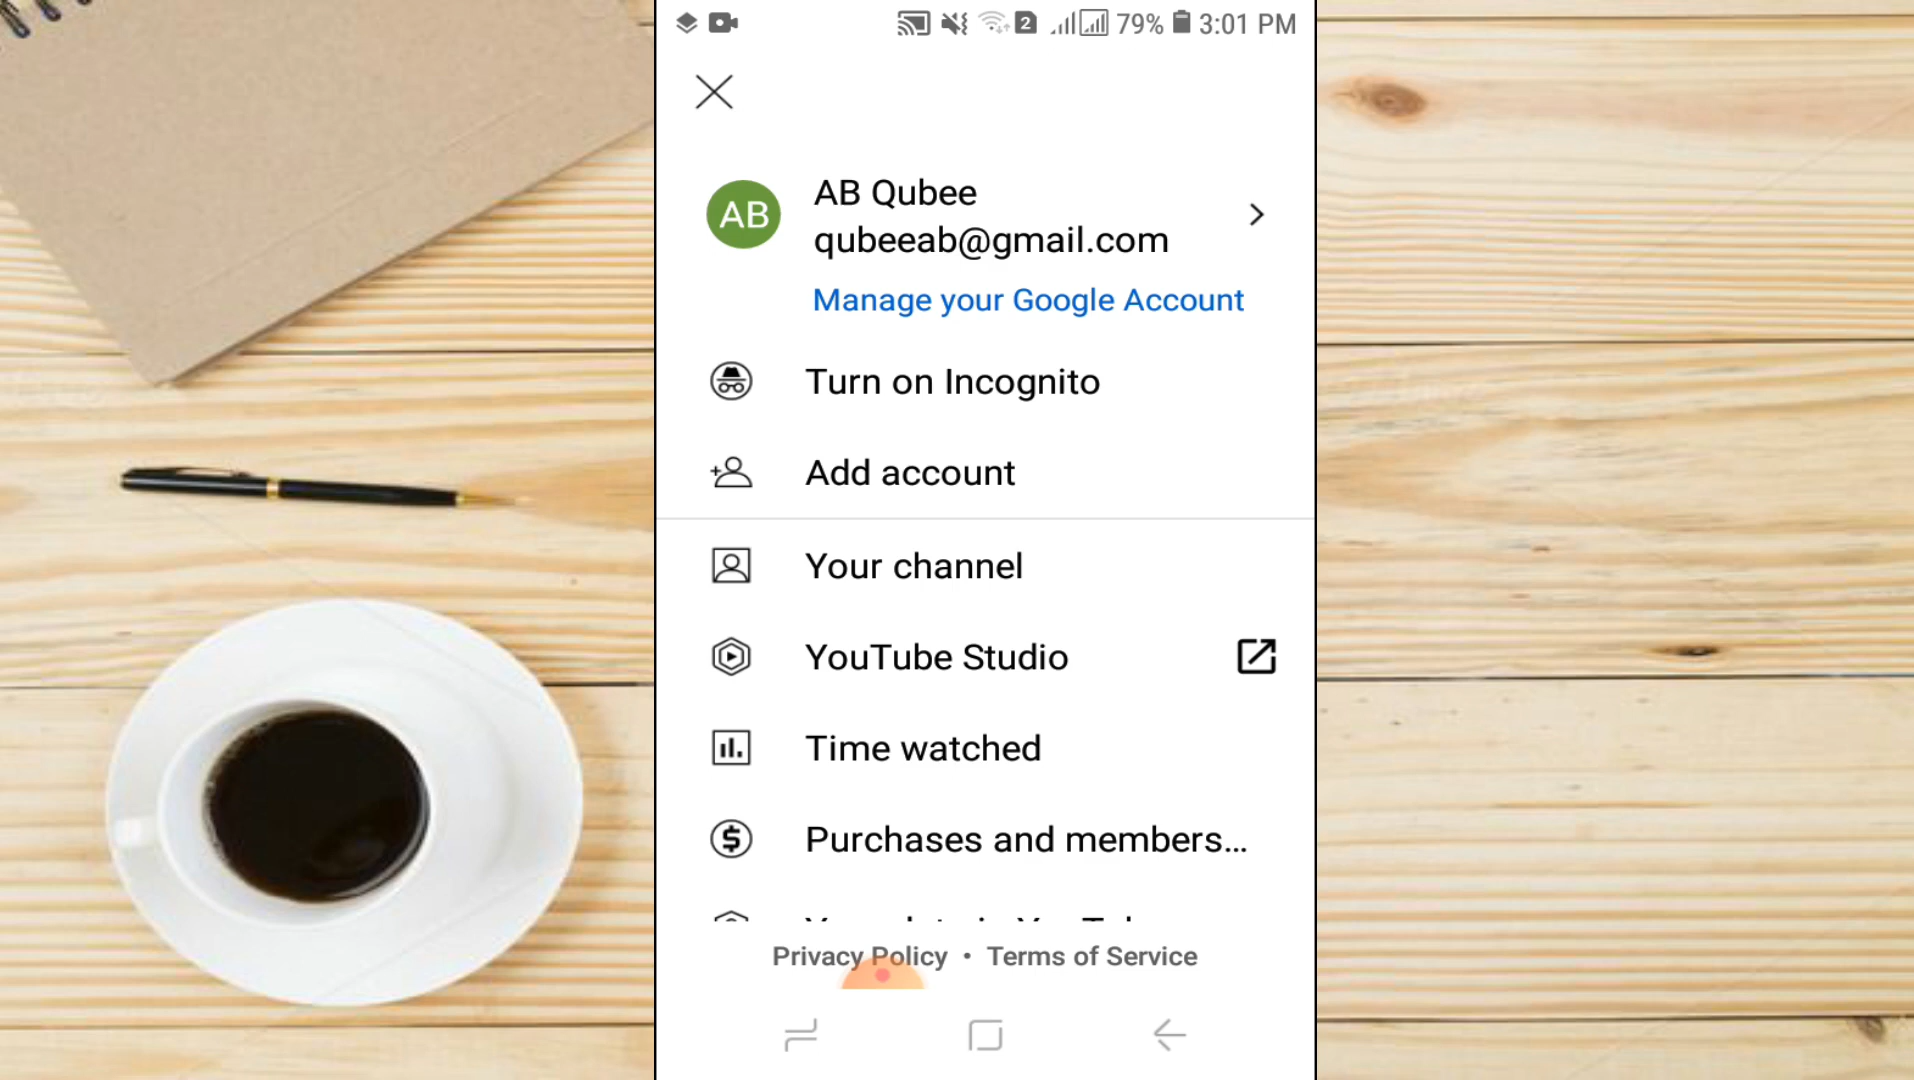 2 79% 3:01 PM
AB
AB Qubee
qubeeab@gmail.com
Manage your Google Account
Turn on Incognito
Add account
Your channel
YouTube Studio
Time watched
Purchases and members...
Privacy Policy • Terms of Service